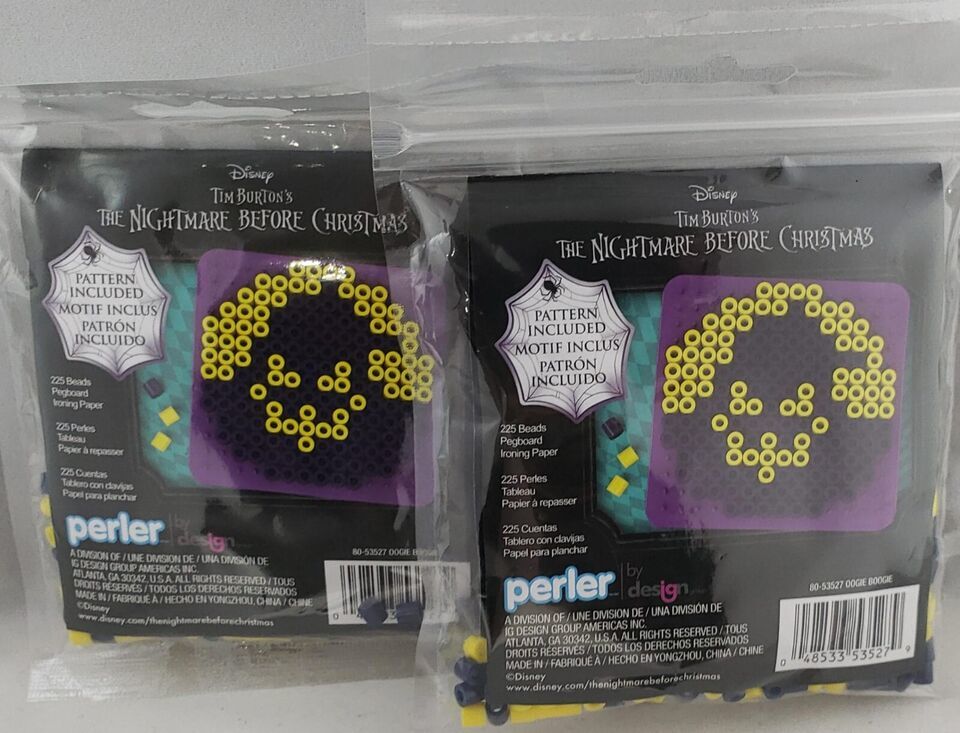 Disney
TIM BURTON'S
THE NIGHTMARE BEFORE CHRISTMAS
PATTERN
INCLUDED
MOTIF INCLUS
PATRÓN
INCLUIDO
225 Beads
Pegboard
Ironing Paper
225 Perles
Tableau
Papier à repasser
225 Cuentas
Tablero con clavijas
Papel para planchar
perler by
design
80-53527 OOGIE BOOGIE
A DIVISION OF / UNE DIVISION DE / UNA DIVISIÓN DE
IG DESIGN GROUP AMERICAS INC.
ATLANTA, GA 30342, U.S.A. ALL RIGHTS RESERVED / TOUS
DROITS RESERVÉS / TODOS LOS DERECHOS RESERVADOS
MADE IN / FABRIQUÉ À / HECHO EN YONGZHOU, CHINA / CHINE
©Disney
www.disney.com/thenightmarebeforechristmas
0
Disney
TIM BURTON'S
THE NIGHTMARE BEFORE CHRISTMAS
PATTERN
INCLUDED
MOTIF INCLUS
PATRÓN
INCLUIDO
225 Beads
Pegboard
Ironing Paper
225 Perles
Tableau
Papier à repasser
225 Cuentas
Tablero con clavijas
Papel para planchar
perler by
design
80-53527 OOGIE BOOGIE
A DIVISION OF / UNE DIVISION DE / UNA DIVISIÓN DE
IG DESIGN GROUP AMERICAS INC.
ATLANTA, GA 30342, U.S.A. ALL RIGHTS RESERVED / TOUS
DROITS RESERVÉS / TODOS LOS DERECHOS RESERVADOS
MADE IN / FABRIQUÉ À / HECHO EN YONGZHOU, CHINA / CHINE
©Disney
www.disney.com/thenightmarebeforechristmas
0 48533 53527 9